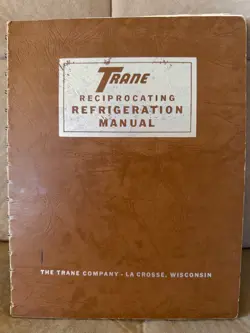 TRANE
RECIPROCATING
REFRIGERATION
MANUAL
THE TRANE COMPANY - LA CROSSE, WISCONSIN